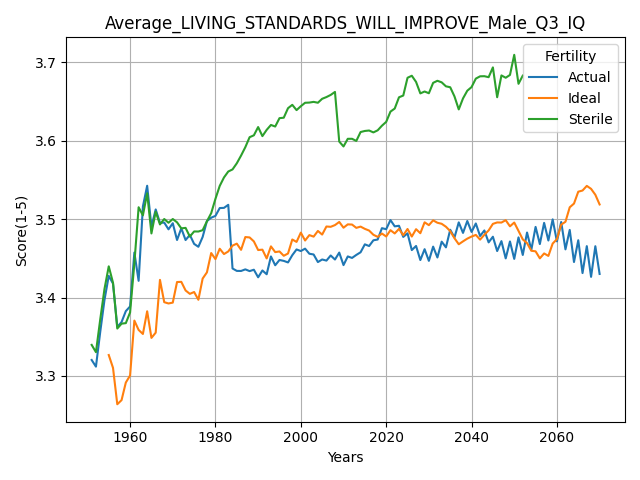 Average_LIVING_STANDARDS_WILL_IMPROVE_Male_Q3_IQ
Fertility
Actual
Ideal
Sterile
Score(1-5)
3.7
3.6
3.5
3.4
3.3
1960 1980 2000 2020 2040 2060
Years